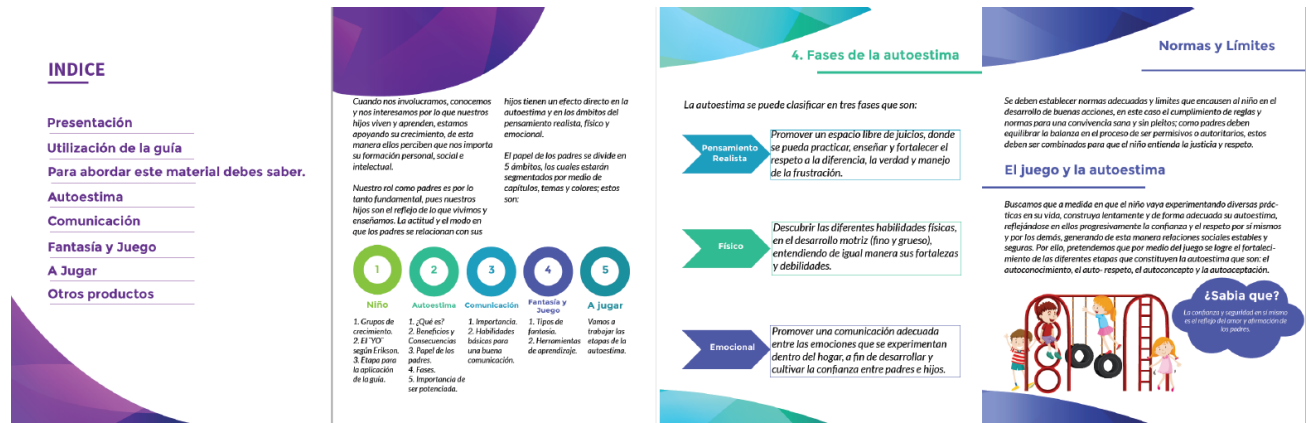 INDICE
Presentación
Utilización de la guía
Para abordar este material debes saber.
Autoestima
Comunicación
Fantasía y Juego
A Jugar
Otros productos
Cuando nos involucramos, conocemos
y nos interesamos por lo que nuestros
hijos viven y aprenden, estamos
apoyando su crecimiento, de esta
manera ellos perciben que nos importa
su formación personal, social e
intelectual.
Nuestro rol como padres es por lo
tanto fundamental, pues nuestros
hijos son el reflejo de lo que vivimos y
enseñamos. La actitud y el modo en
que los padres se relacionan con sus
hijos tienen un efecto directo en la
autoestima y en los ámbitos del
pensamiento realista, físico y
emocional.
El papel de los padres se divide en
5 ámbitos, los cuales estarán
segmentados por medio de
capítulos, temas y colores; estos
son:
1
Niño
1. Grupos de
crecimiento.
2. El "YO"
según Erikson.
3. Etapa para
la aplicación
de la guía.
2
Autoestima
1. ¿Qué es?
2. Beneficios y
Consecuencias
3. Papel de los
padres.
4. Fases.
5. Importancia de
ser potenciada.
3
Comunicación
1. Importancia.
2. Habilidades
básicas para
una buena
comunicación.
4
Fantasía y
Juego
1. Tipos de
fantasía.
2. Herramientas
de aprendizaje.
5
A jugar
Vamos a
trabajar las
etapas de la
autoestima.
4. Fases de la autoestima
La autoestima se puede clasificar en tres fases que son:
Pensamiento
Realista
Promover un espacio libre de juicios, donde
se pueda practicar, enseñar y fortalecer el
respeto a la diferencia, la verdad y manejo
de la frustración.
Físico
Descubrir las diferentes habilidades físicas,
en el desarrollo motriz (fino y grueso),
entendiendo de igual manera sus fortalezas
y debilidades.
Emocional
Promover una comunicación adecuada
entre las emociones que se experimentan
dentro del hogar, a fin de desarrollar y
cultivar la confianza entre padres e hijos.
Normas y Límites
Se deben establecer normas adecuadas y limites que encausen al niño en el
desarrollo de buenas acciones, en este caso el cumplimiento de reglas y
normas para una convivencia sana y sin pleitos; como padres deben
equilibrar la balanza en el proceso de ser permisivos o autoritarios, estos
deben ser combinados para que el niño entienda la justicia y respeto.
El juego y la autoestima
Buscamos que a medida en que el niño vaya experimentando diversas prác-
ticas en su vida, construya lentamente y de forma adecuada su autoestima,
reflejándose en ellos progresivamente la confianza y el respeto por sí mismos
y por los demás, generando de esta manera relaciones sociales estables y
seguras. Por ello, pretendemos que por medio del juego se logre el fortaleci-
miento de las diferentes etapas que constituyen la autoestima que son: el
autoconocimiento, el auto- respeto, el autoconcepto y la autoaceptación.
¿Sabia que?
La confianza y seguridad en si mismo
es el reflejo del amor y afirmación de
los padres.